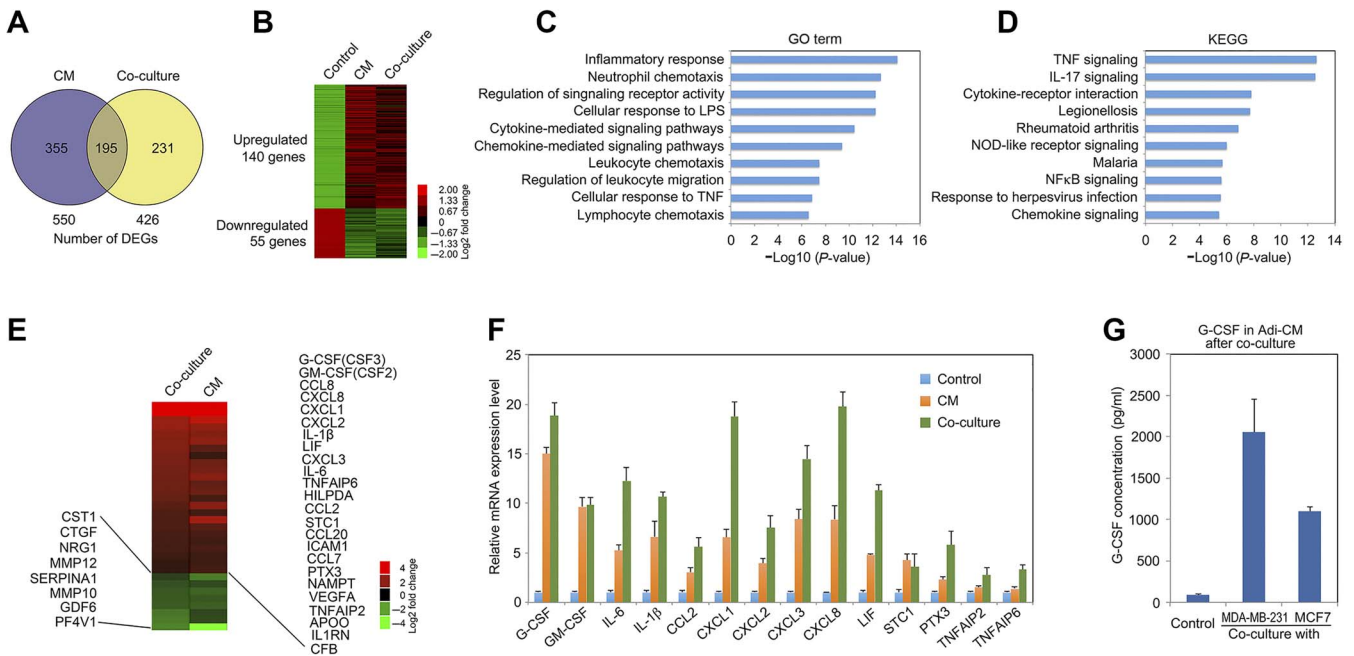 A
CM
Co-culture
355
195
231
550
426
Number of DEGs
B
Control
CM
Co-culture
Upregulated
140 genes
Downregulated
55 genes
2.00
1.33
0.67
0
−0.67
−1.33
−2.00
Log2 fold change
C
GO term
Inflammatory response
Neutrophil chemotaxis
Regulation of singnaling receptor activity
Cellular response to LPS
Cytokine-mediated signaling pathways
Chemokine-mediated signaling pathways
Leukocyte chemotaxis
Regulation of leukocyte migration
Cellular response to TNF
Lymphocyte chemotaxis
0 2 4 6 8 10 12 14 16
−Log10 (P-value)
D
KEGG
TNF signaling
IL-17 signaling
Cytokine-receptor interaction
Legionellosis
Rheumatoid arthritis
NOD-like receptor signaling
Malaria
NFκB signaling
Response to herpesvirus infection
Chemokine signaling
0 2 4 6 8 10 12 14
−Log10 (P-value)
E
Co-culture
CM
CST1
CTGF
NRG1
MMP12
SERPINA1
MMP10
GDF6
PF4V1
G-CSF(CSF3)
GM-CSF(CSF2)
CCL8
CXCL8
CXCL1
CXCL2
IL-1β
LIF
CXCL3
IL-6
TNFAIP6
HILPDA
CCL2
STC1
CCL20
ICAM1
CCL7
PTX3
NAMPT
VEGFA
TNFAIP2
APOO
IL1RN
CFB
4
2
0
−2
−4
Log2 fold change
F
Relative mRNA expression level
25
20
15
10
5
0
Control
CM
Co-culture
G-CSF
GM-CSF
IL-6
IL-1β
CCL2
CXCL1
CXCL2
CXCL3
CXCL8
LIF
STC1
PTX3
TNFAIP2
TNFAIP6
G
G-CSF in Adi-CM
after co-culture
G-CSF concentration (pg/ml)
3000
2500
2000
1500
1000
500
0
Control
MDA-MB-231
MCF7
Co-culture with